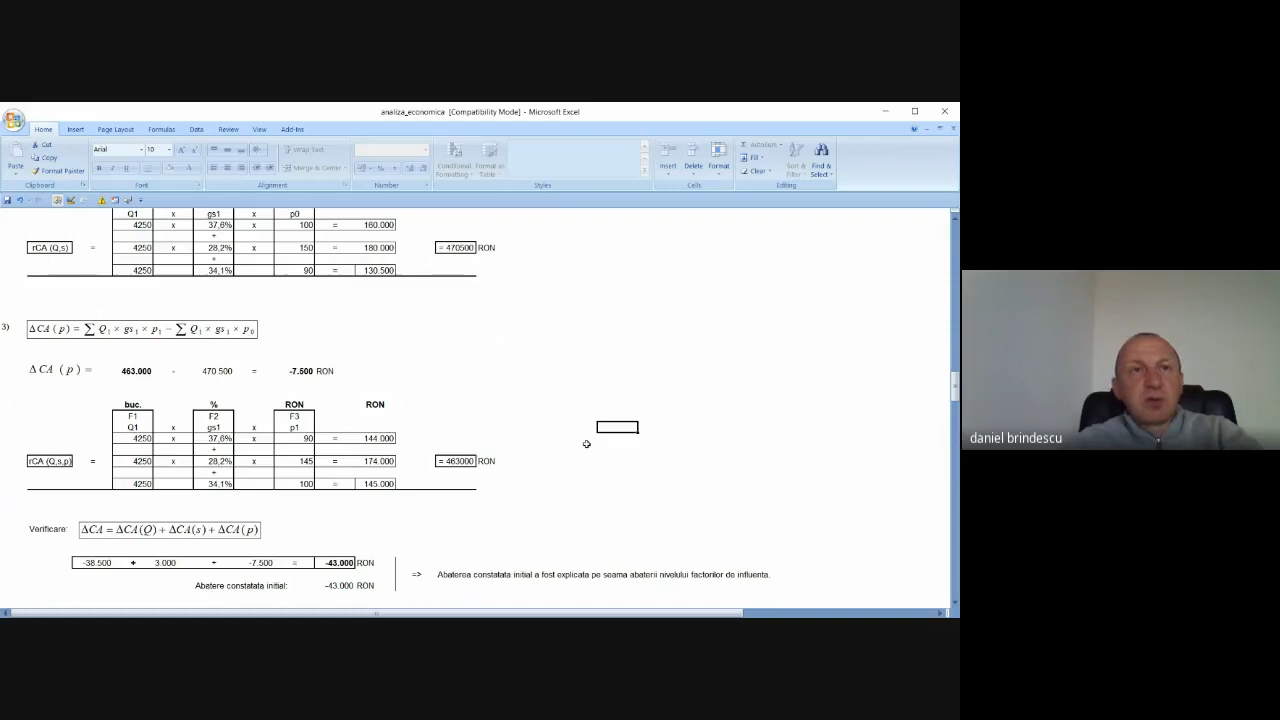 analiza_economica [Compatibility Mode] - Microsoft Excel
Home Insert Page Layout Formulas Data Review View Add-Ins
Paste
Cut
Copy
Format Painter
Clipboard
Arial 10
B I U
Font
Wrap Text
Merge & Center
Alignment
Number
Conditional Formatting
Format as Table
Styles
Insert Delete Format
Cells
AutoSum
Fill
Clear
Sort & Filter
Find & Select
Editing
Q1 x gs1 x p0
4250 x 37,6% x 100 = 160.000
+
rCA (Q,s) = 4250 x 28,2% x 150 = 180.000 = 470500 RON
+
4250 34,1% 90 = 130.500
3) ΔCA (p) = ∑ Q₁ × gs₁ × p₁ − ∑ Q₁ × gs₁ × p₀
ΔCA (p) = 463.000 - 470.500 = -7.500 RON
buc. % RON RON
F1 F2 F3
Q1 x gs1 x p1
4250 x 37,6% x 90 = 144.000
+
rCA (Q,s,p) = 4250 x 28,2% x 145 = 174.000 = 463000 RON
+
4250 34,1% 100 = 145.000
Verificare: ΔCA = ΔCA(Q) + ΔCA(s) + ΔCA(p)
-38.500 + 3.000 + -7.500 = -43.000 RON
=> Abaterea constatata initial a fost explicata pe seama abaterii nivelului factorilor de influenta.
Abatere constatata initial: -43.000 RON
daniel brindescu